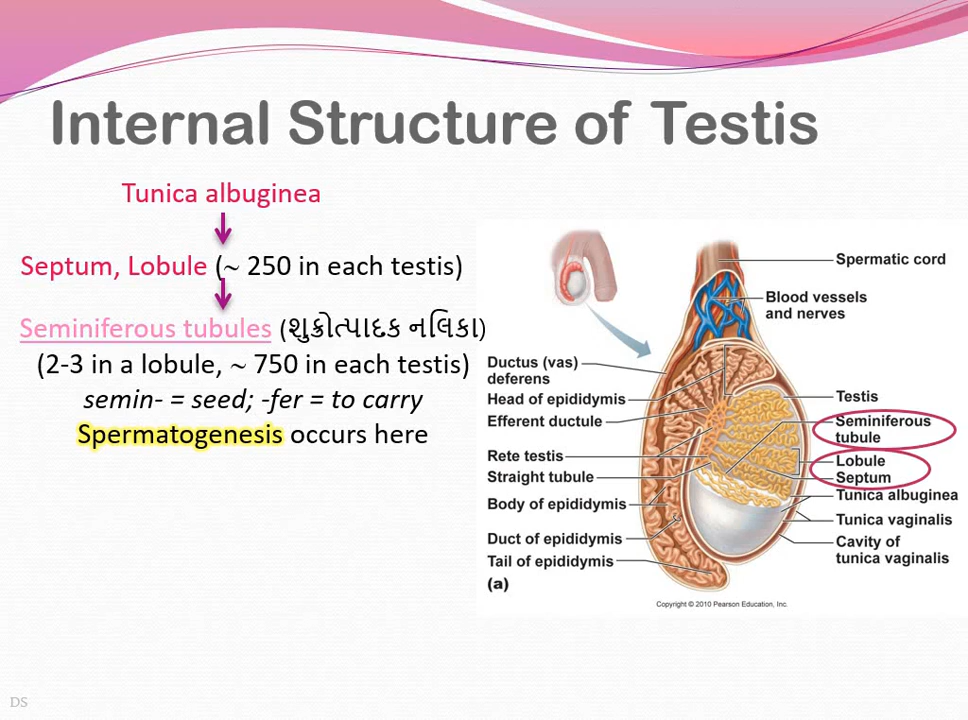 Internal Structure of Testis
Tunica albuginea
Septum, Lobule (~ 250 in each testis)
Seminiferous tubules (શુક્રોત્પાદક નલિકા)
(2-3 in a lobule, ~ 750 in each testis)
semin- = seed; -fer = to carry
Spermatogenesis occurs here
Spermatic cord
Blood vessels
and nerves
Ductus (vas)
deferens
Head of epididymis
Efferent ductule
Rete testis
Straight tubule
Body of epididymis
Duct of epididymis
Tail of epididymis
(a)
Testis
Seminiferous
tubule
Lobule
Septum
Tunica albuginea
Tunica vaginalis
Cavity of
tunica vaginalis
Copyright © 2010 Pearson Education, Inc.
DS